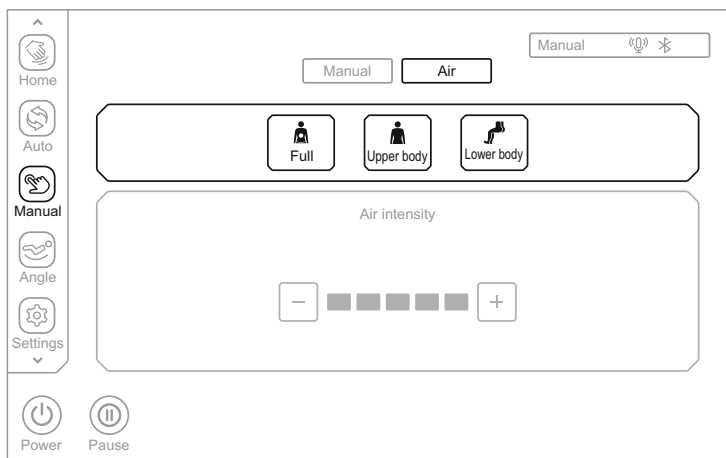 Home
Auto
Manual
Angle
Settings
Power
Pause
Manual
Manual
Air
Full
Upper body
Lower body
Air intensity